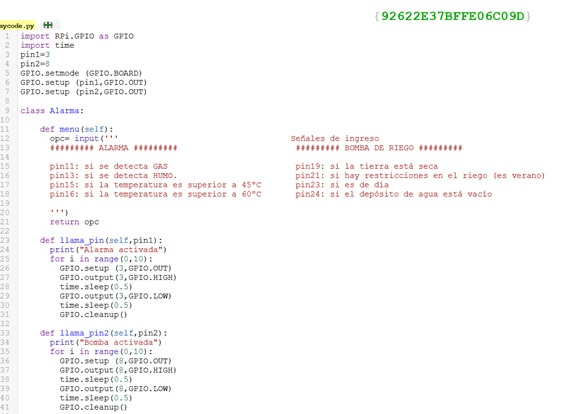 {92622E37BFFE06C09D}
aycode.py
1 import RPi.GPIO as GPIO
2 import time
3 pin1=3
4 pin2=8
5 GPIO.setmode (GPIO.BOARD)
6 GPIO.setup (pin1,GPIO.OUT)
7 GPIO.setup (pin2,GPIO.OUT)
8
9 class Alarma:
10
11 def menu(self):
12 opc= input(''' Señales de ingreso
13 ######### ALARMA ######### ######### BOMBA DE RIEGO #########
14
15 pin11: si se detecta GAS pin19: si la tierra está seca
16 pin13: si se detecta HUMO. pin21: si hay restricciones en el riego (es verano)
17 pin15: si la temperatura es superior a 45°C pin23: si es de día
18 pin16: si la temperatura es superior a 60°C pin24: si el depósito de agua está vacio
19
20 ''')
21 return opc
22
23 def llama_pin(self,pin1):
24 print("Alarma activada")
25 for i in range(0,10):
26 GPIO.setup (3,GPIO.OUT)
27 GPIO.output(3,GPIO.HIGH)
28 time.sleep(0.5)
29 GPIO.output(3,GPIO.LOW)
30 time.sleep(0.5)
31 GPIO.cleanup()
32
33 def llama_pin2(self,pin2):
34 print("Bomba activada")
35 for i in range(0,10):
36 GPIO.setup (8,GPIO.OUT)
37 GPIO.output(8,GPIO.HIGH)
38 time.sleep(0.5)
39 GPIO.output(8,GPIO.LOW)
40 time.sleep(0.5)
41 GPIO.cleanup()